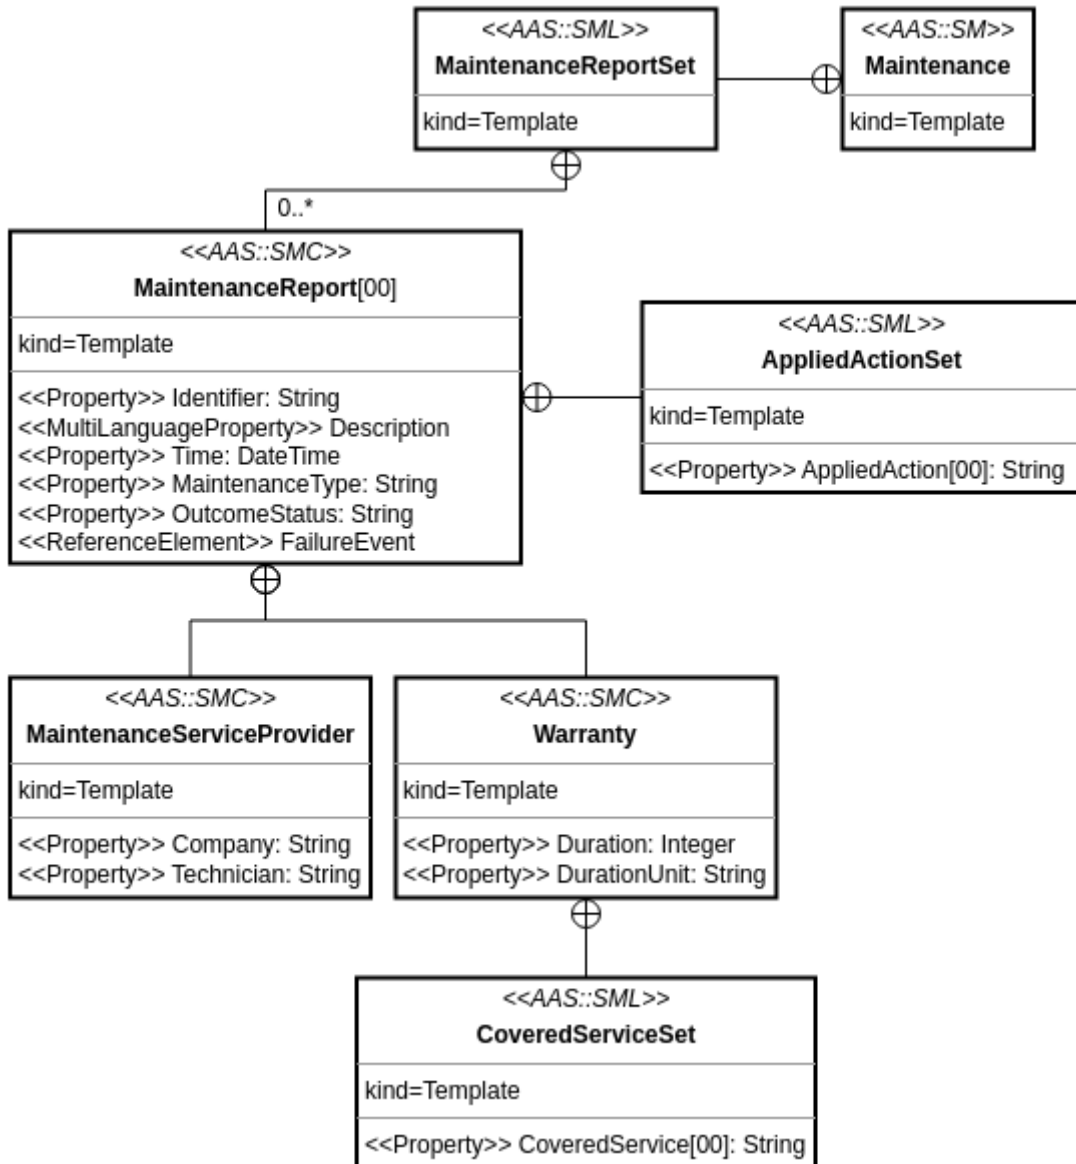 <<AAS::SML>>
MaintenanceReportSet
kind=Template
<<AAS::SM>>
Maintenance
kind=Template
0..*
<<AAS::SMC>>
MaintenanceReport[00]
kind=Template
<<Property>> Identifier: String
<<MultiLanguageProperty>> Description
<<Property>> Time: DateTime
<<Property>> MaintenanceType: String
<<Property>> OutcomeStatus: String
<<ReferenceElement>> FailureEvent
<<AAS::SML>>
AppliedActionSet
kind=Template
<<Property>> AppliedAction[00]: String
<<AAS::SMC>>
MaintenanceServiceProvider
kind=Template
<<Property>> Company: String
<<Property>> Technician: String
<<AAS::SMC>>
Warranty
kind=Template
<<Property>> Duration: Integer
<<Property>> DurationUnit: String
<<AAS::SML>>
CoveredServiceSet
kind=Template
<<Property>> CoveredService[00]: String